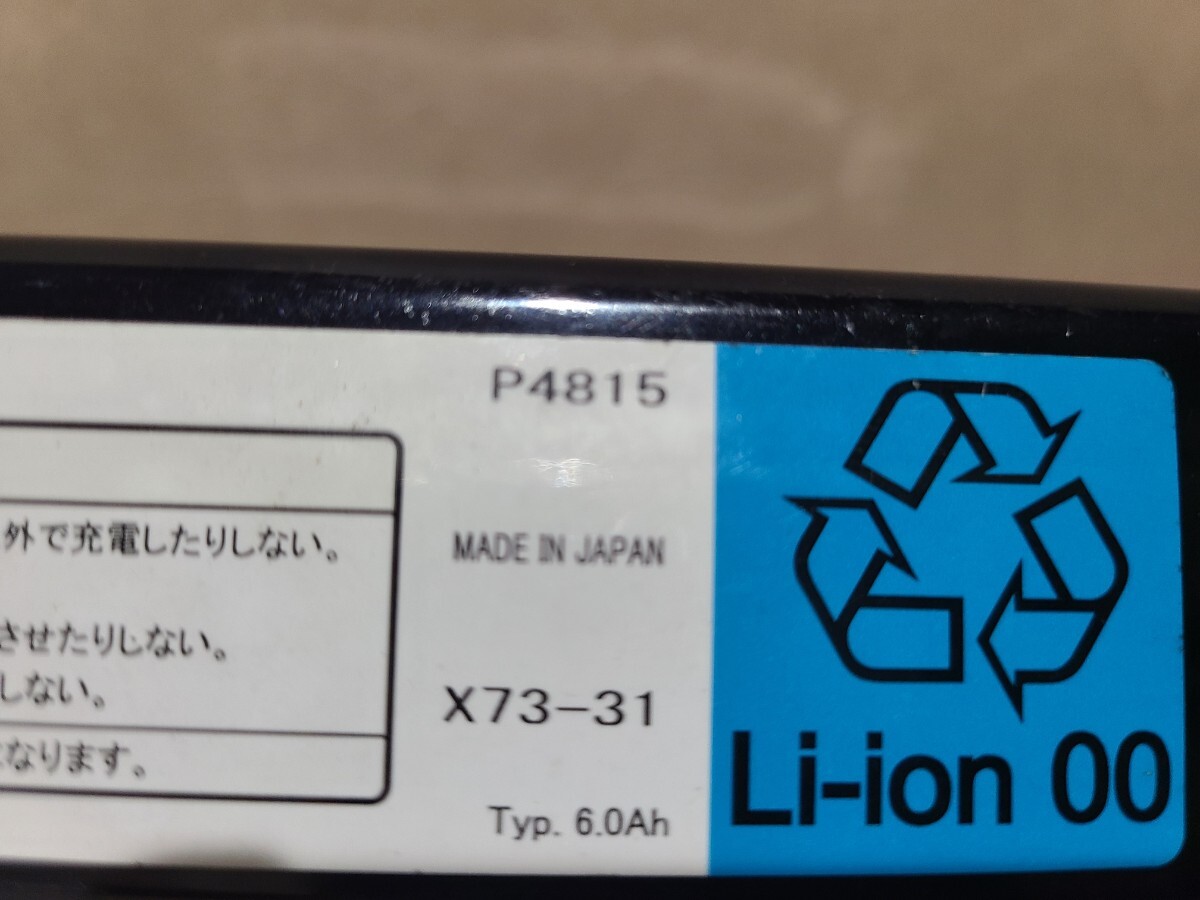 P4815
外で充電したりしない。
MADE IN JAPAN
させたりしない。
しない。
X73-31
なります。
Typ. 6.0Ah
Li-ion 00